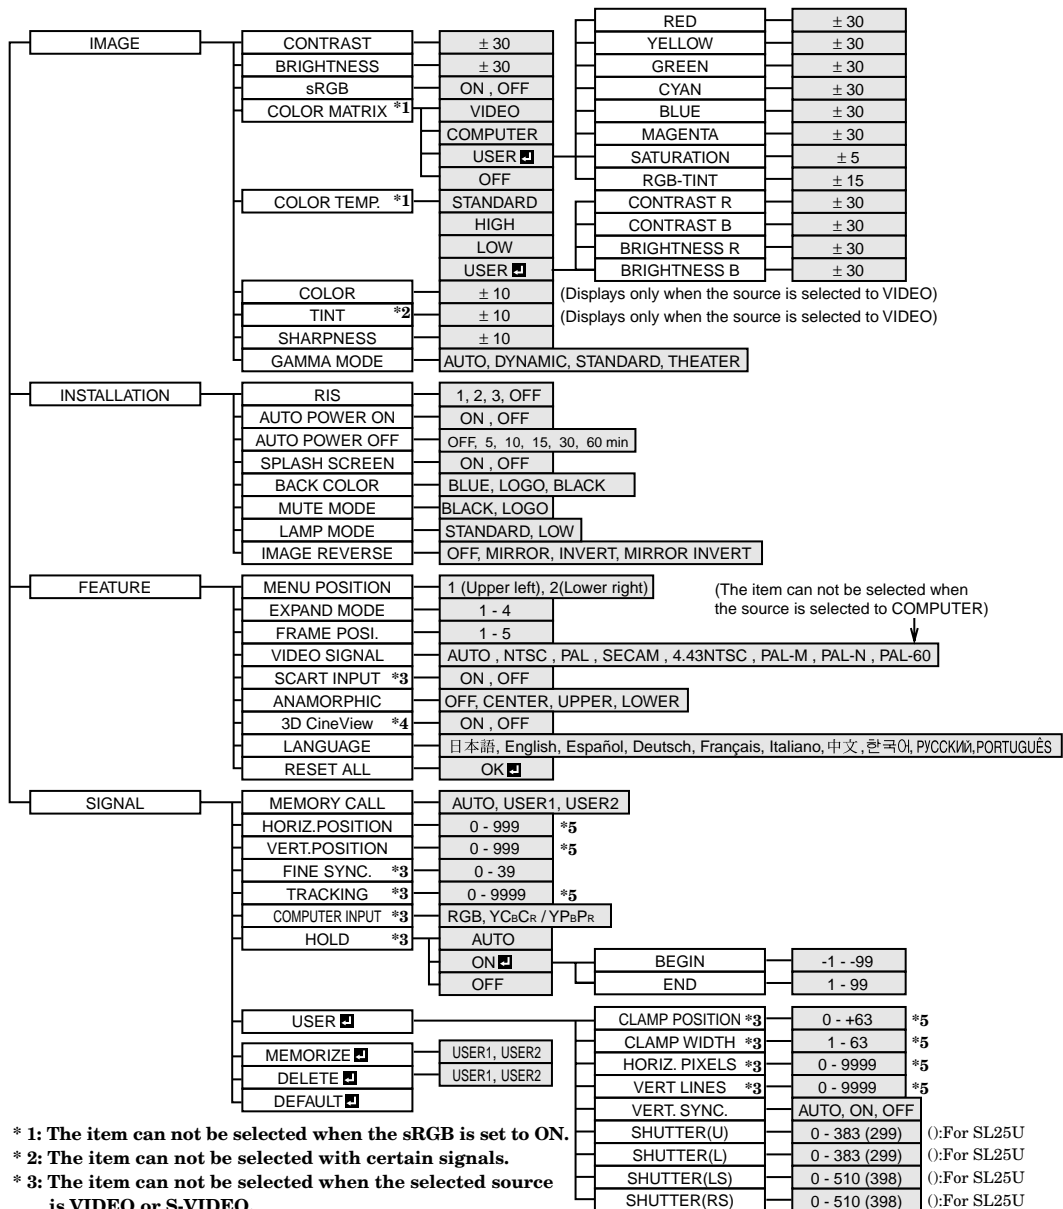 RED ± 30
IMAGE CONTRAST ± 30 YELLOW ± 30
BRIGHTNESS ± 30 GREEN ± 30
sRGB ON , OFF CYAN ± 30
COLOR MATRIX *1 VIDEO BLUE ± 30
COMPUTER MAGENTA ± 30
USER SATURATION ± 5
OFF RGB-TINT ± 15
COLOR TEMP. *1 STANDARD CONTRAST R ± 30
HIGH CONTRAST B ± 30
LOW BRIGHTNESS R ± 30
USER BRIGHTNESS B ± 30
COLOR ± 10 (Displays only when the source is selected to VIDEO)
TINT *2 ± 10 (Displays only when the source is selected to VIDEO)
SHARPNESS ± 10
GAMMA MODE AUTO, DYNAMIC, STANDARD, THEATER
INSTALLATION RIS 1, 2, 3, OFF
AUTO POWER ON ON , OFF
AUTO POWER OFF OFF, 5, 10, 15, 30, 60 min
SPLASH SCREEN ON , OFF
BACK COLOR BLUE, LOGO, BLACK
MUTE MODE BLACK, LOGO
LAMP MODE STANDARD, LOW
IMAGE REVERSE OFF, MIRROR, INVERT, MIRROR INVERT
FEATURE MENU POSITION 1 (Upper left), 2(Lower right) (The item can not be selected when
EXPAND MODE 1 - 4 the source is selected to COMPUTER)
FRAME POSI. 1 - 5
VIDEO SIGNAL AUTO , NTSC , PAL , SECAM , 4.43NTSC , PAL-M , PAL-N , PAL-60
SCART INPUT *3 ON , OFF
ANAMORPHIC OFF, CENTER, UPPER, LOWER
3D CineView *4 ON , OFF
LANGUAGE 日本語, English, Español, Deutsch, Français, Italiano, 中文, 한국어, РУССКИЙ, PORTUGUÊS
RESET ALL OK
SIGNAL MEMORY CALL AUTO, USER1, USER2
HORIZ.POSITION 0 - 999 *5
VERT.POSITION 0 - 999 *5
FINE SYNC. *3 0 - 39
TRACKING *3 0 - 9999 *5
COMPUTER INPUT *3 RGB, YCBCR / YPBPR
HOLD *3 AUTO
ON BEGIN -1 - -99
OFF END 1 - 99
USER CLAMP POSITION *3 0 - +63 *5
CLAMP WIDTH *3 1 - 63 *5
MEMORIZE USER1, USER2 HORIZ. PIXELS *3 0 - 9999 *5
DELETE USER1, USER2 VERT LINES *3 0 - 9999 *5
DEFAULT VERT. SYNC. AUTO, ON, OFF
* 1: The item can not be selected when the sRGB is set to ON. SHUTTER(U) 0 - 383 (299) ():For SL25U
* 2: The item can not be selected with certain signals. SHUTTER(L) 0 - 383 (299) ():For SL25U
* 3: The item can not be selected when the selected source SHUTTER(LS) 0 - 510 (398) ():For SL25U
is VIDEO or S-VIDEO SHUTTER(RS) 0 - 510 (398) ():For SL25U